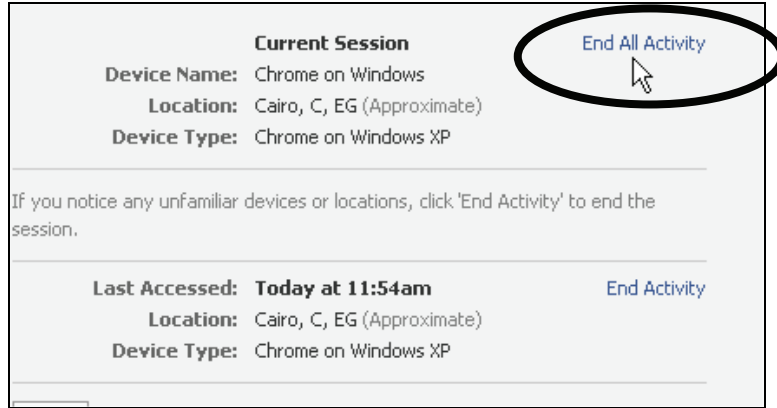 Current Session End All Activity
Device Name: Chrome on Windows
Location: Cairo, C, EG (Approximate)
Device Type: Chrome on Windows XP
If you notice any unfamiliar devices or locations, click 'End Activity' to end the
session.
Last Accessed: Today at 11:54am End Activity
Location: Cairo, C, EG (Approximate)
Device Type: Chrome on Windows XP